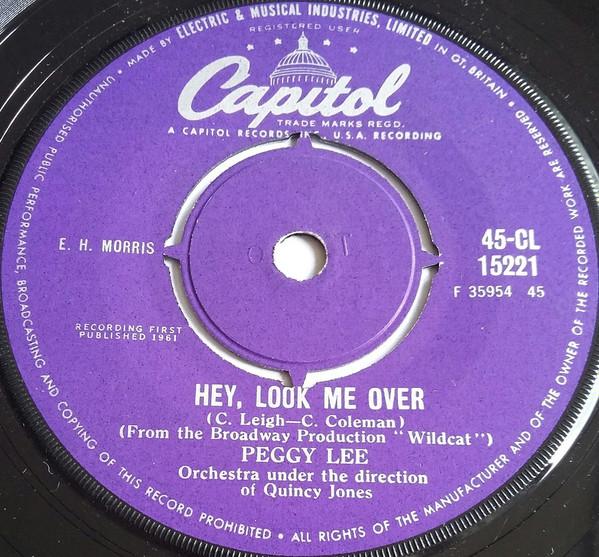 MADE BY ELECTRIC & MUSICAL INDUSTRIES, LIMITED IN GT. BRITAIN • ALL RIGHTS OF THE MANUFACTURER AND OF THE OWNER OF THE RECORDED WORK ARE RESERVED • UNAUTHORISED PUBLIC PERFORMANCE, BROADCASTING AND COPYING OF THIS RECORD PROHIBITED •
REGISTERED USER
Capitol
TRADE MARKS REGD.
A CAPITOL RECORDS U.S.A. RECORDING
E. H. MORRIS
45-CL
15221
F 35954 45
RECORDING FIRST
PUBLISHED 1961
HEY, LOOK ME OVER
(C. Leigh—C. Coleman)
(From the Broadway Production "Wildcat")
PEGGY LEE
Orchestra under the direction
of Quincy Jones